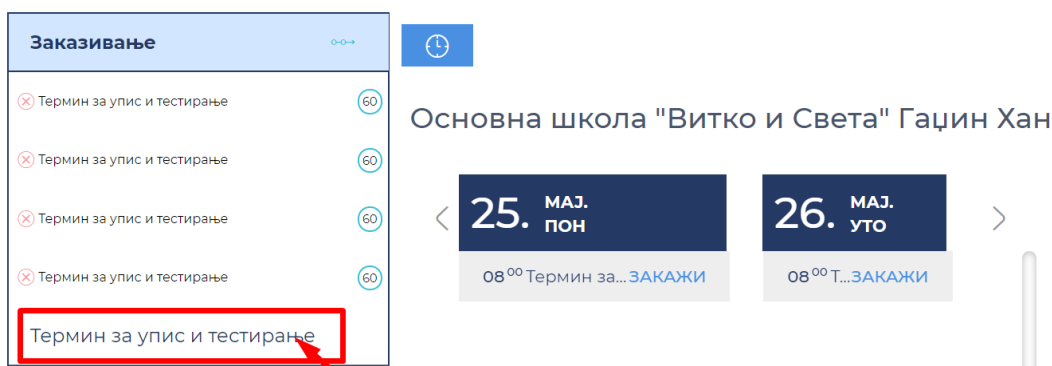 Заказивање
Термин за упис и тестирање
60
Термин за упис и тестирање
60
Термин за упис и тестирање
60
Термин за упис и тестирање
60
Термин за упис и тестирање
Основна школа "Витко и Света" Гаџин Хан
25. МАЈ. ПОН
08 00 Термин за... ЗАКАЖИ
26. МАЈ. УТО
08 00 Т... ЗАКАЖИ